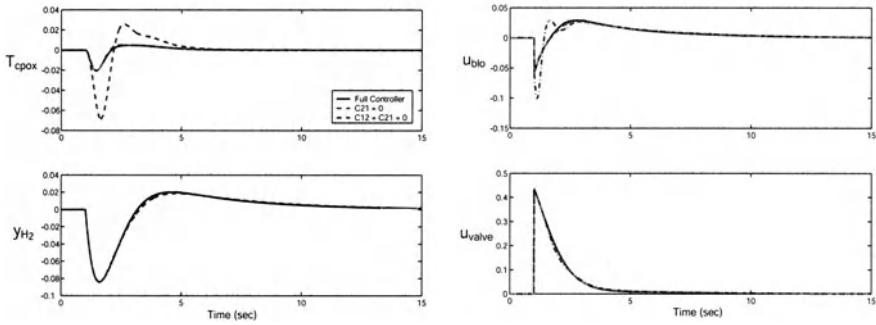 0.04
0.02
0
-0.02
-0.04
-0.06
-0.08
T_cpox
Full Controller
C21 = 0
C12 = C21 = 0
0 5 10 15
0.05
0
-0.05
-0.1
-0.15
u_blo
0 5 10 15
0.04
0.02
0
-0.02
-0.04
-0.06
-0.08
-0.1
y_H2
0 5 10 15
Time (sec)
0.5
0.4
0.3
0.2
0.1
0
u_valve
0 5 10 15
Time (sec)